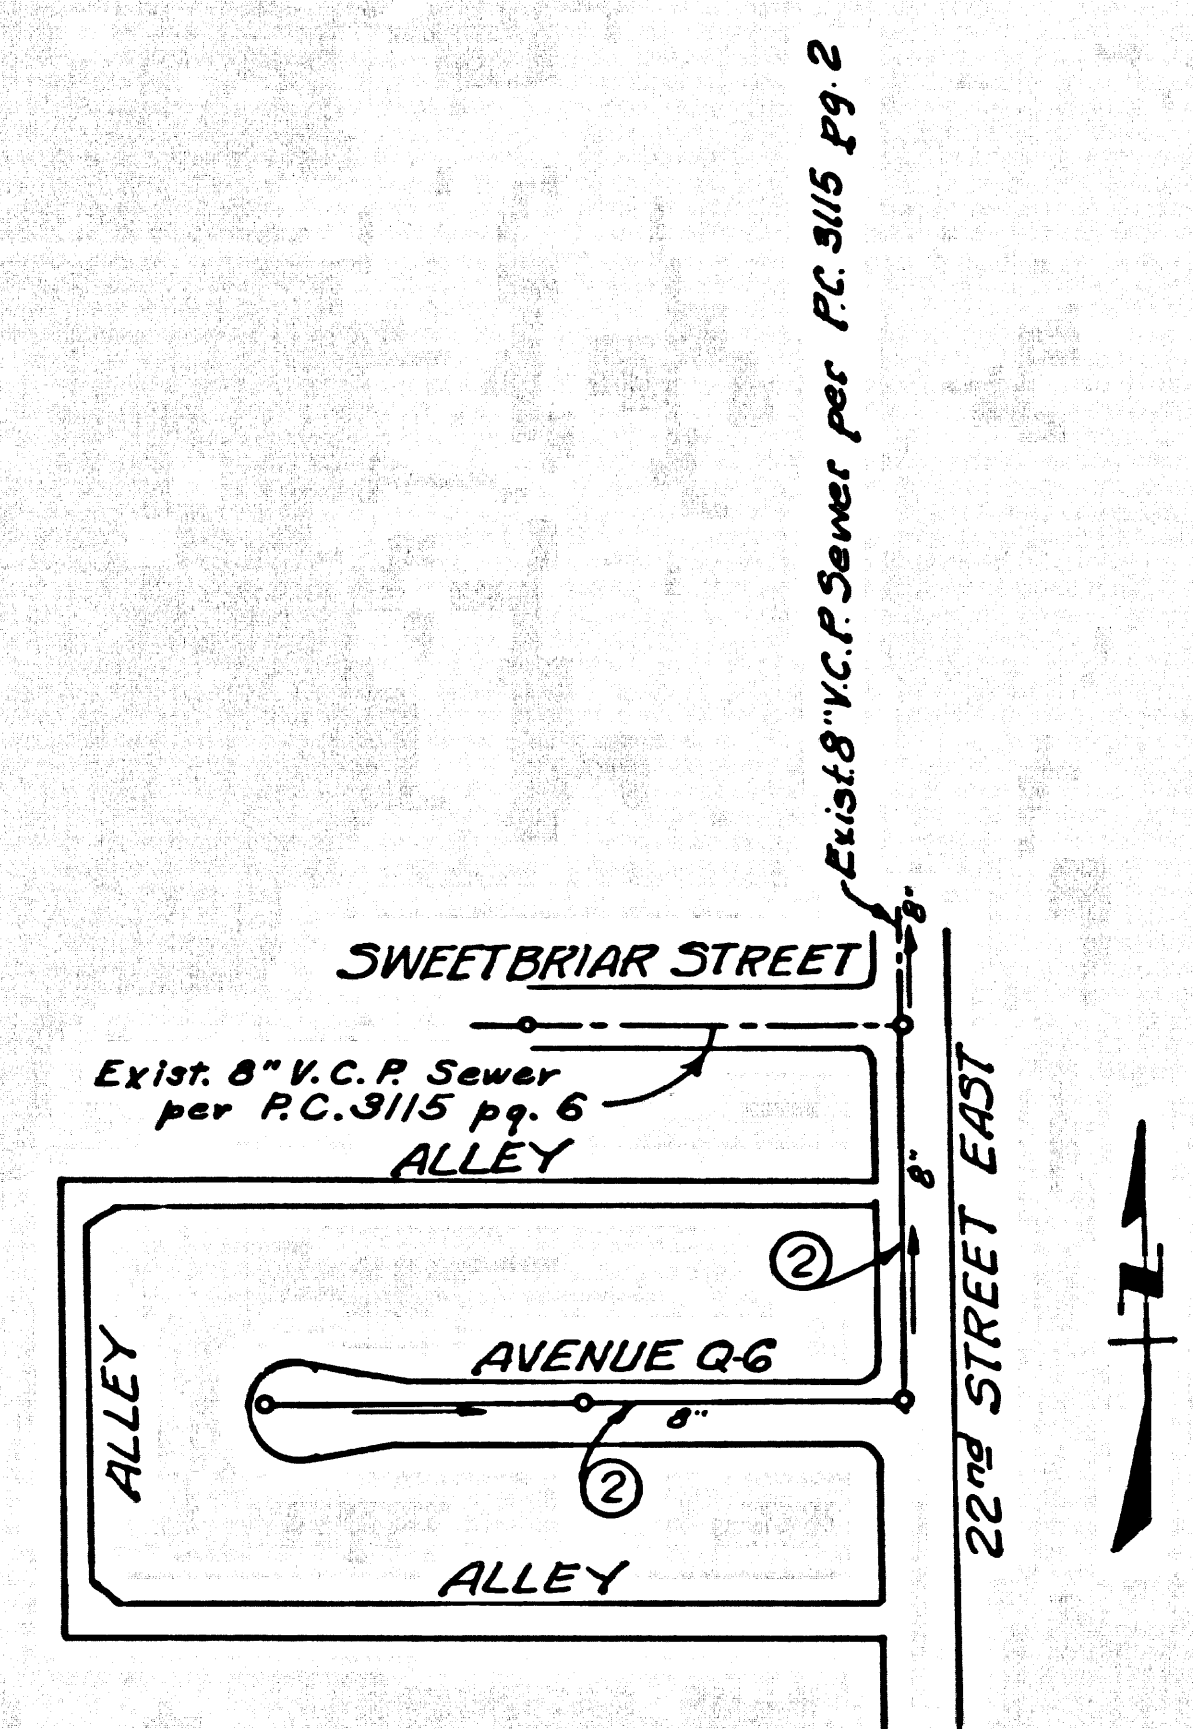 Exist. 8" V.C.P. Sewer per P.C. 3115 pg. 2
8"
SWEETBRIAR STREET
Exist. 8" V.C.P. Sewer
per P.C. 3115 pg. 6
ALLEY
8"
22nd STREET EAST
2
N
AVENUE Q-6
8"
ALLEY
2
ALLEY